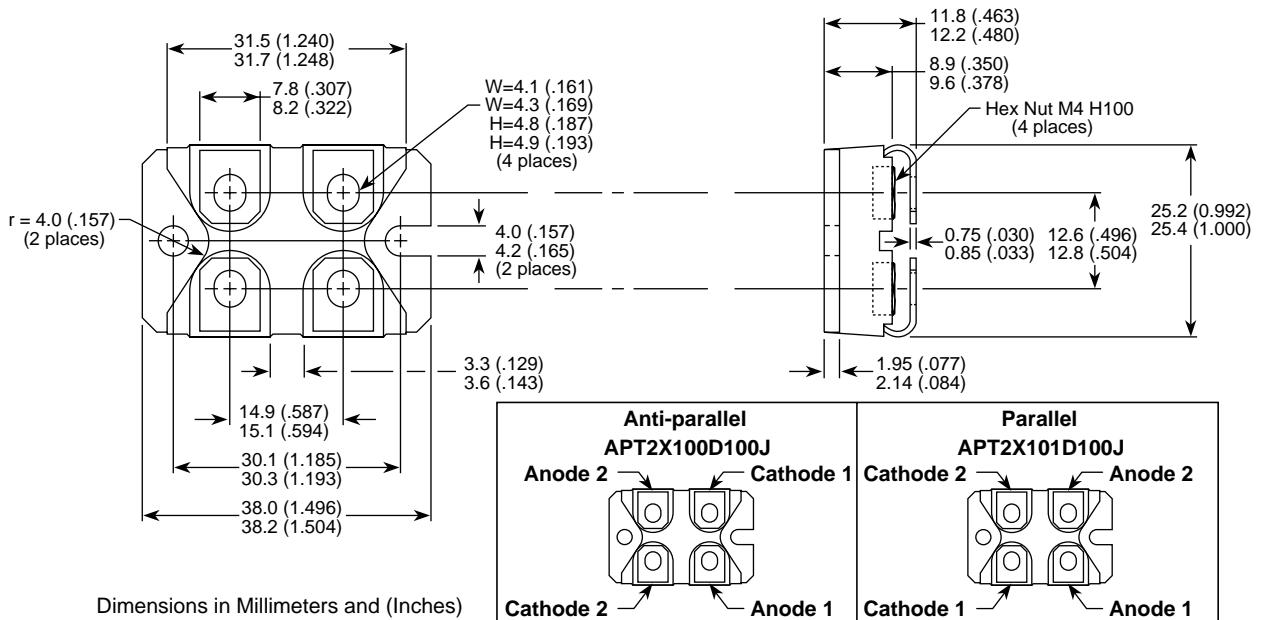 31.5 (1.240)
31.7 (1.248)
7.8 (.307)
8.2 (.322)
W=4.1 (.161)
W=4.3 (.169)
H=4.8 (.187)
H=4.9 (.193)
(4 places)
r = 4.0 (.157)
(2 places)
4.0 (.157)
4.2 (.165)
(2 places)
3.3 (.129)
3.6 (.143)
14.9 (.587)
15.1 (.594)
30.1 (1.185)
30.3 (1.193)
38.0 (1.496)
38.2 (1.504)
11.8 (.463)
12.2 (.480)
8.9 (.350)
9.6 (.378)
Hex Nut M4 H100
(4 places)
0.75 (.030)
0.85 (.033)
12.6 (.496)
12.8 (.504)
25.2 (0.992)
25.4 (1.000)
1.95 (.077)
2.14 (.084)
Anti-parallel
APT2X100D100J
Anode 2
Cathode 1
Cathode 2
Anode 1
Parallel
APT2X101D100J
Cathode 2
Anode 2
Cathode 1
Anode 1
Dimensions in Millimeters and (Inches)